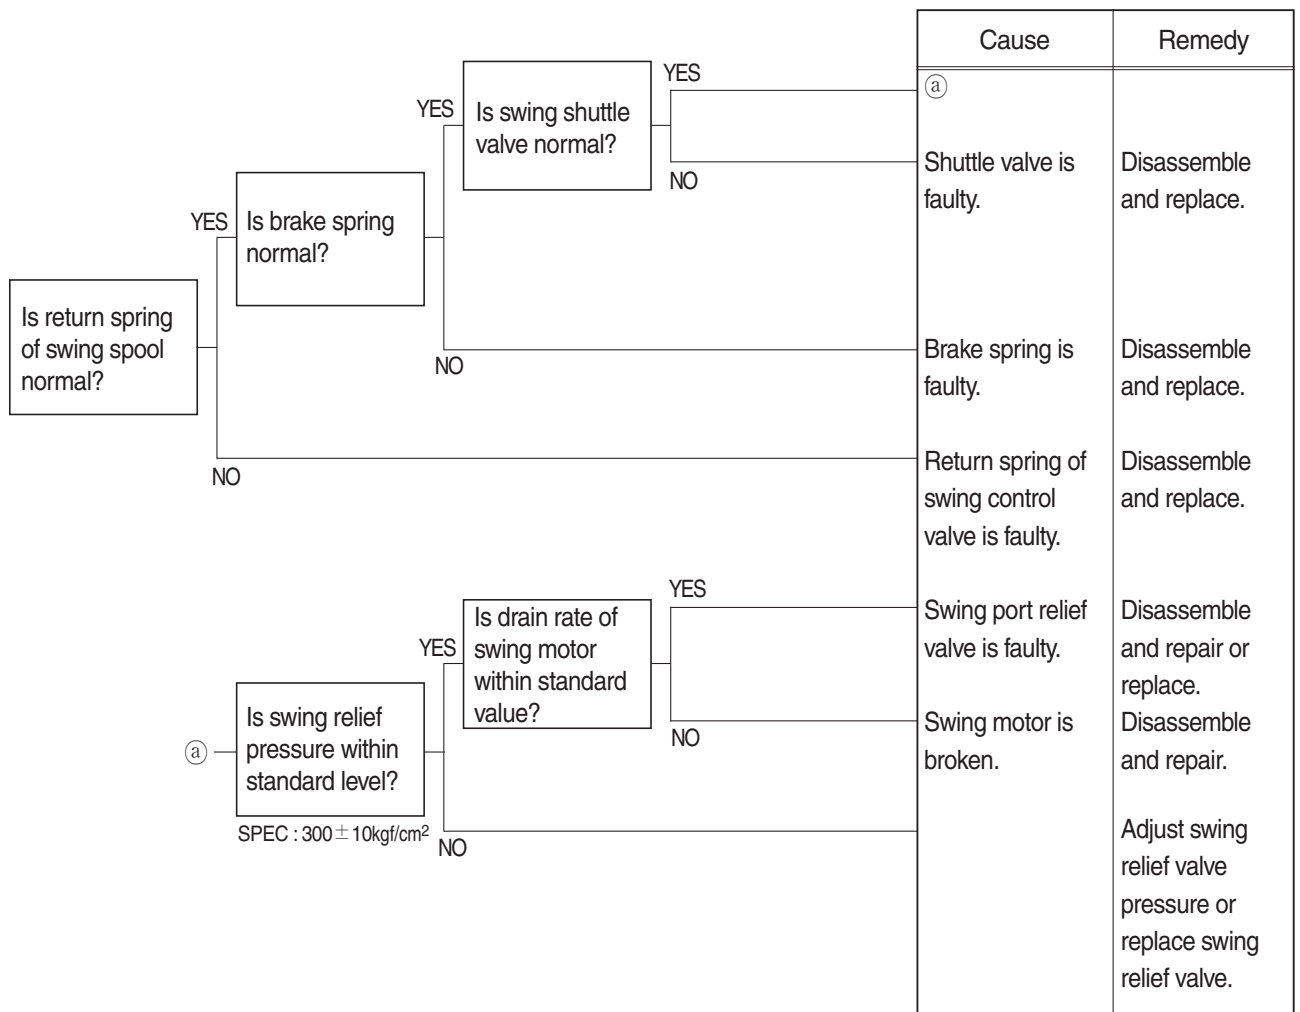 Cause
Remedy
YES
ⓐ
YES
Is swing shuttle
valve normal?
NO
Shuttle valve is
faulty.
Disassemble
and replace.
YES
Is brake spring
normal?
NO
Brake spring is
faulty.
Disassemble
and replace.
Is return spring
of swing spool
normal?
NO
Return spring of
swing control
valve is faulty.
Disassemble
and replace.
YES
Swing port relief
valve is faulty.
Disassemble
and repair or
replace.
YES
Is drain rate of
swing motor
within standard
value?
NO
Swing motor is
broken.
Disassemble
and repair.
ⓐ
Is swing relief
pressure within
standard level?
SPEC : 300±10kgf/cm²
NO
Adjust swing
relief valve
pressure or
replace swing
relief valve.